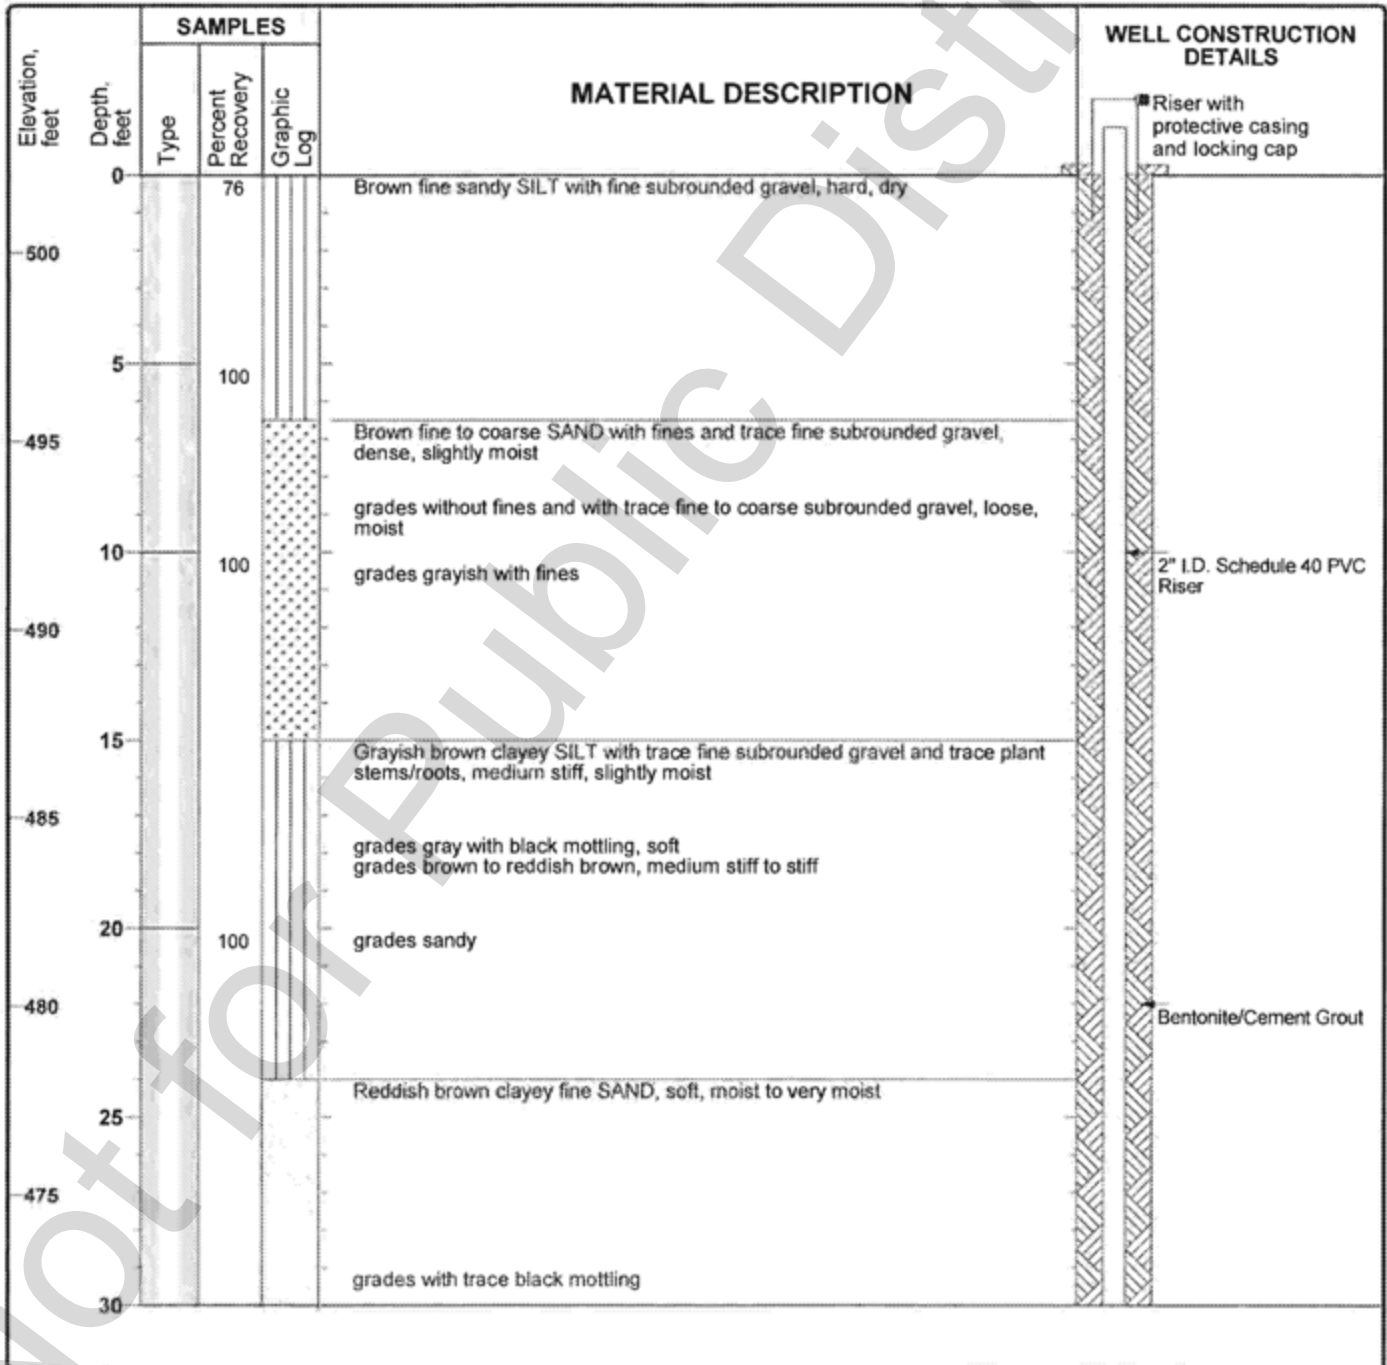 SAMPLES
Elevation,
feet
Depth,
feet
Type
Percent
Recovery
Graphic
Log
MATERIAL DESCRIPTION
WELL CONSTRUCTION
DETAILS
Riser with
protective casing
and locking cap
0
76
Brown fine sandy SILT with fine subrounded gravel, hard, dry
500
5
100
Brown fine to coarse SAND with fines and trace fine subrounded gravel,
dense, slightly moist
495
grades without fines and with trace fine to coarse subrounded gravel, loose,
moist
10
100
grades grayish with fines
2" I.D. Schedule 40 PVC
Riser
490
15
Grayish brown clayey SILT with trace fine subrounded gravel and trace plant
stems/roots, medium stiff, slightly moist
485
grades gray with black mottling, soft
grades brown to reddish brown, medium stiff to stiff
20
100
grades sandy
480
Bentonite/Cement Grout
Reddish brown clayey fine SAND, soft, moist to very moist
25
475
grades with trace black mottling
30
Not for Public Distri